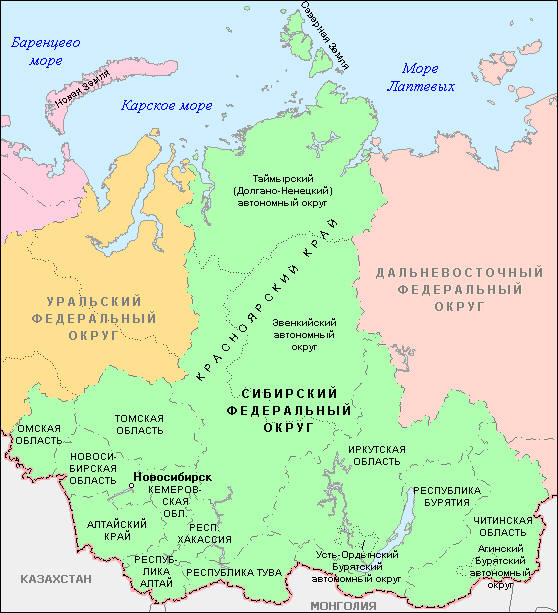 Северная Земля
Баренцево
море
Море
Лаптевых
Новая Земля
Карское море
Таймырский
(Долгано-Ненецкий)
автономный округ
КРАСНОЯРСКИЙ КРАЙ
ДАЛЬНЕВОСТОЧНЫЙ
ФЕДЕРАЛЬНЫЙ
ОКРУГ
УРАЛЬСКИЙ
ФЕДЕРАЛЬНЫЙ
ОКРУГ
Эвенкийский
автономный
округ
СИБИРСКИЙ
ФЕДЕРАЛЬНЫЙ
ОКРУГ
ОМСКАЯ
ОБЛАСТЬ
ТОМСКАЯ
ОБЛАСТЬ
НОВОСИ-
БИРСКАЯ
ОБЛАСТЬ
Новосибирск
КЕМЕРОВ-
СКАЯ
ОБЛ.
ИРКУТСКАЯ
ОБЛАСТЬ
РЕСПУБЛИКА
БУРЯТИЯ
ЧИТИНСКАЯ
ОБЛАСТЬ
АЛТАЙСКИЙ
КРАЙ
РЕСП.
ХАКАССИЯ
РЕСПУБ-
ЛИКА
АЛТАЙ
РЕСПУБЛИКА ТУВА
Усть-Ордынский
Бурятский
автономный округ
Агинский
Бурятский
автономный
округ
КАЗАХСТАН
МОНГОЛИЯ